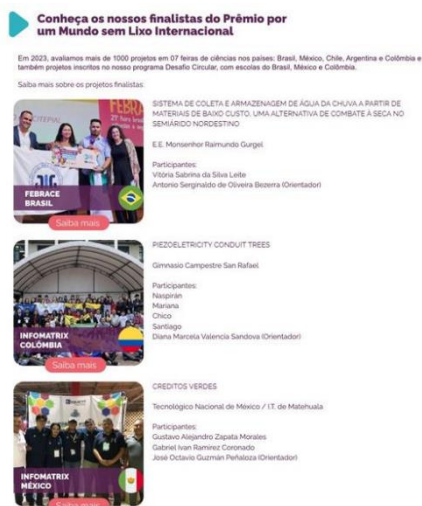 Conheça os nossos finalistas do Prêmio por
um Mundo sem Lixo Internacional
Em 2023, avaliamos mais de 1000 projetos em 07 feiras de ciências nos países: Brasil, México, Chile, Argentina e Colômbia e
também projetos inscritos no nosso programa Desafio Circular, com escolas do Brasil, México e Colômbia.
Saiba mais sobre os projetos finalistas:
SISTEMA DE COLETA E ARMAZENAGEM DE ÁGUA DA CHUVA A PARTIR DE
MATERIAIS DE BAIXO CUSTO, UMA ALTERNATIVA DE COMBATE À SECA NO
SEMIÁRIDO NORDESTINO
E.E. Monsenhor Raimundo Gurgel
Participantes:
Vitória Sabrina da Silva Leite
Antonio Serginaldo de Oliveira Bezerra (Orientador)
FEBRACE
BRASIL
Saiba mais
PIEZOELETRICITY CONDUIT TREES
Gimnasio Campestre San Rafael
Participantes:
Naspirán
Mariana
Chico
Santiago
Diana Marcela Valencia Sandova (Orientador)
INFOMATRIX
COLÔMBIA
Saiba mais
CREDITOS VERDES
Tecnológico Nacional de México / I.T. de Matehuala
Participantes:
Gustavo Alejandro Zapata Morales
Gabriel Ivan Ramirez Coronado
José Octavio Guzmán Peñaloza (Orientador)
INFOMATRIX
MÉXICO
Saiba mais